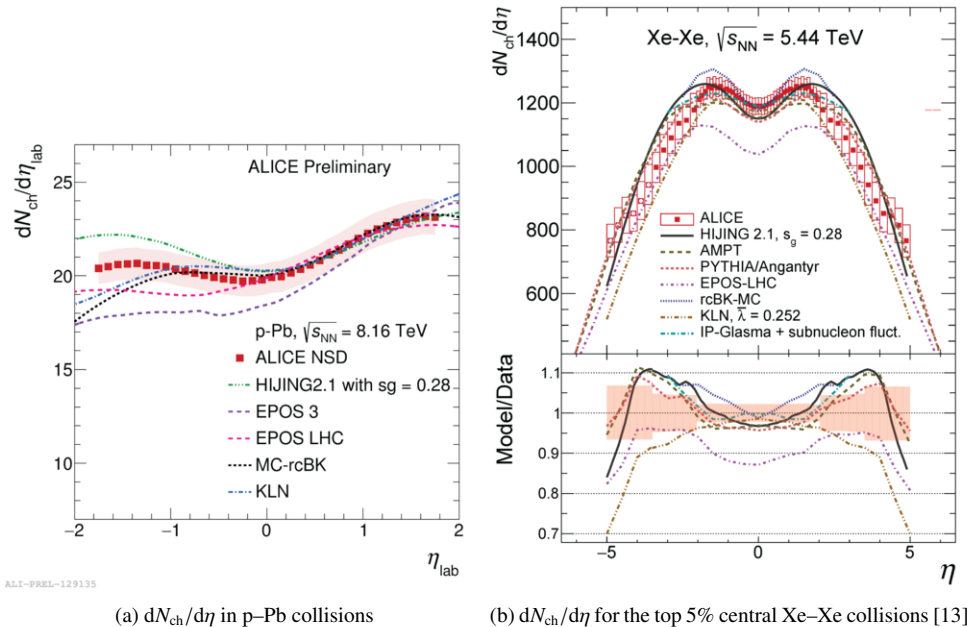 ALICE Preliminary
dN_ch/dη_lab
25
20
15
10
p-Pb, √s_NN = 8.16 TeV
ALICE NSD
HIJING2.1 with sg = 0.28
EPOS 3
EPOS LHC
MC-rcBK
KLN
−2 −1 0 1 2
η_lab
ALI-PREL-129135
(a) dN_ch/dη in p–Pb collisions
dN_ch/dη
1400
1200
1000
800
600
Xe-Xe, √s_NN = 5.44 TeV
ALICE
HIJING 2.1, s_g = 0.28
AMPT
PYTHIA/Angantyr
EPOS-LHC
rcBK-MC
KLN, λ̅ = 0.252
IP-Glasma + subnucleon fluct.
Model/Data
1.1
1
0.9
0.8
0.7
−5 0 5
η
(b) dN_ch/dη for the top 5% central Xe–Xe collisions [13]